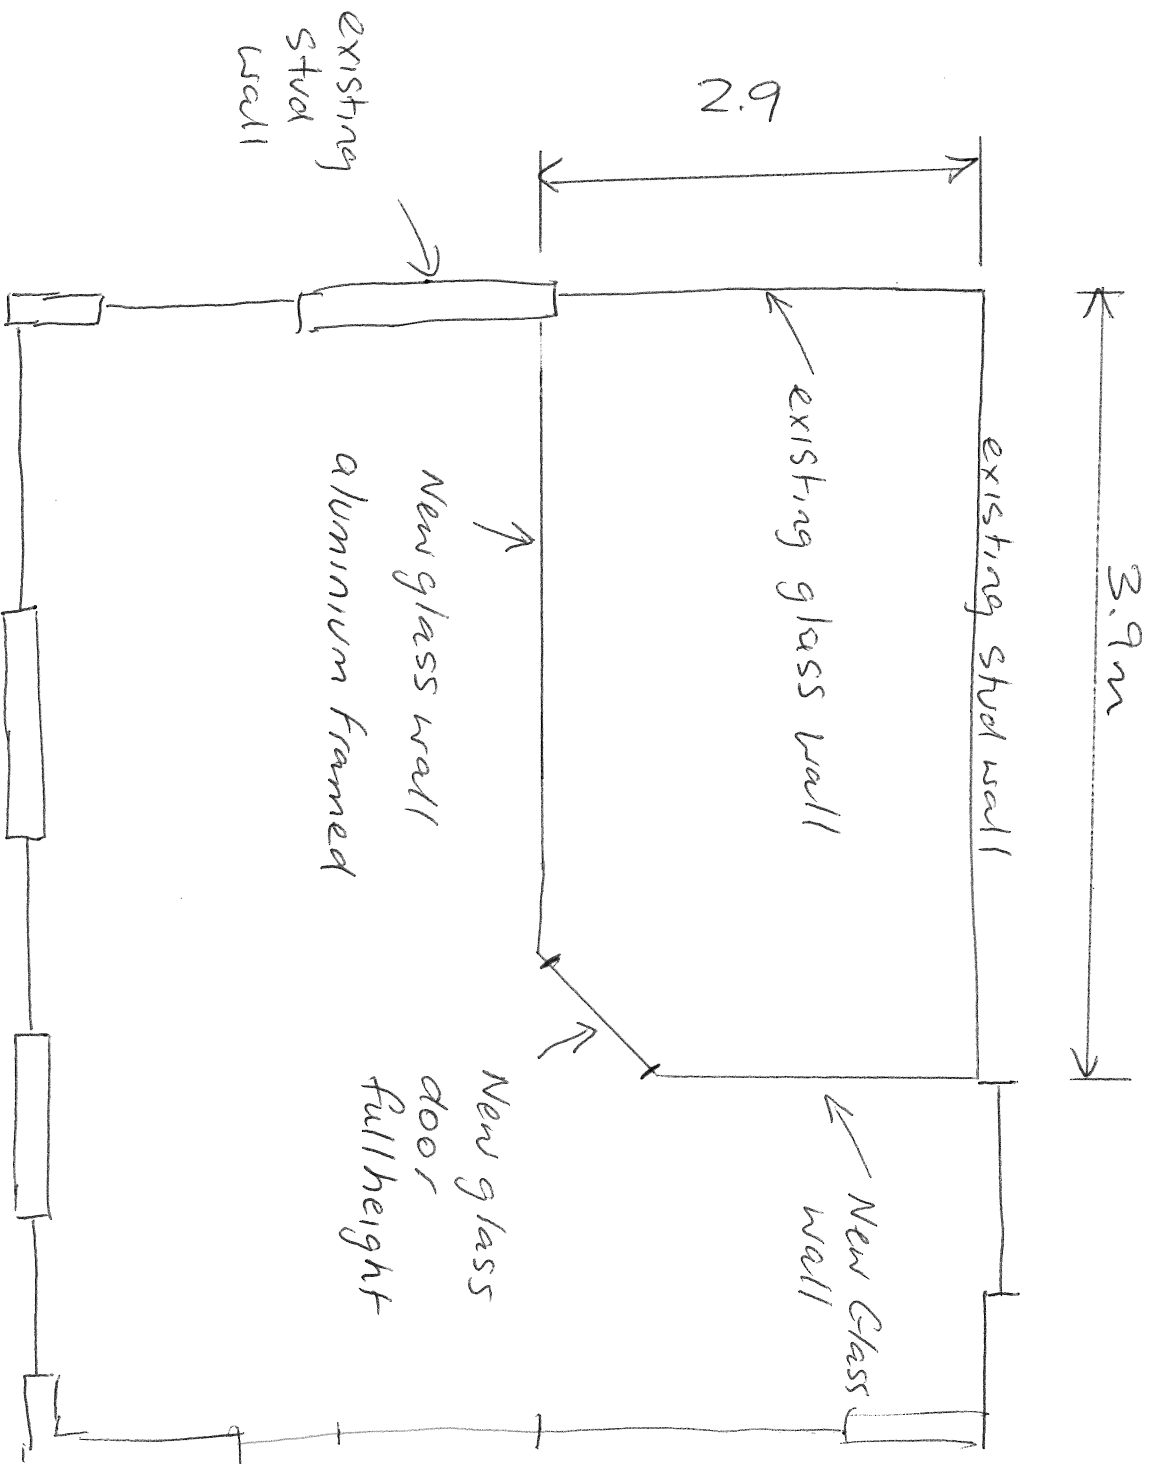 3.9m
existing stud wall
2.9
existing glass wall
New Glass
wall
existing
stud
wall
New glass wall
aluminium framed
New glass
door
full height